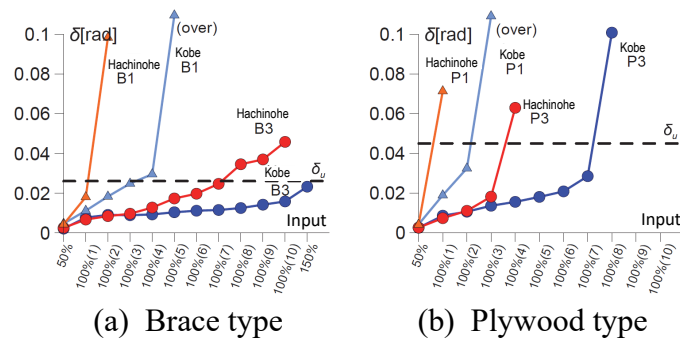 δ[rad]
0.1
0.08
0.06
0.04
0.02
0
(over)
Hachinohe
B1
Kobe
B1
Hachinohe
B3
Kobe
B3
δu
Input
50%
100%(1)
100%(2)
100%(3)
100%(4)
100%(5)
100%(6)
100%(7)
100%(8)
100%(9)
100%(10)
150%
(a) Brace type
δ[rad]
0.1
0.08
0.06
0.04
0.02
0
(over)
Hachinohe
P1
Kobe
P1
Kobe
P3
Hachinohe
P3
δu
Input
50%
100%(1)
100%(2)
100%(3)
100%(4)
100%(5)
100%(6)
100%(7)
100%(8)
100%(9)
100%(10)
(b) Plywood type